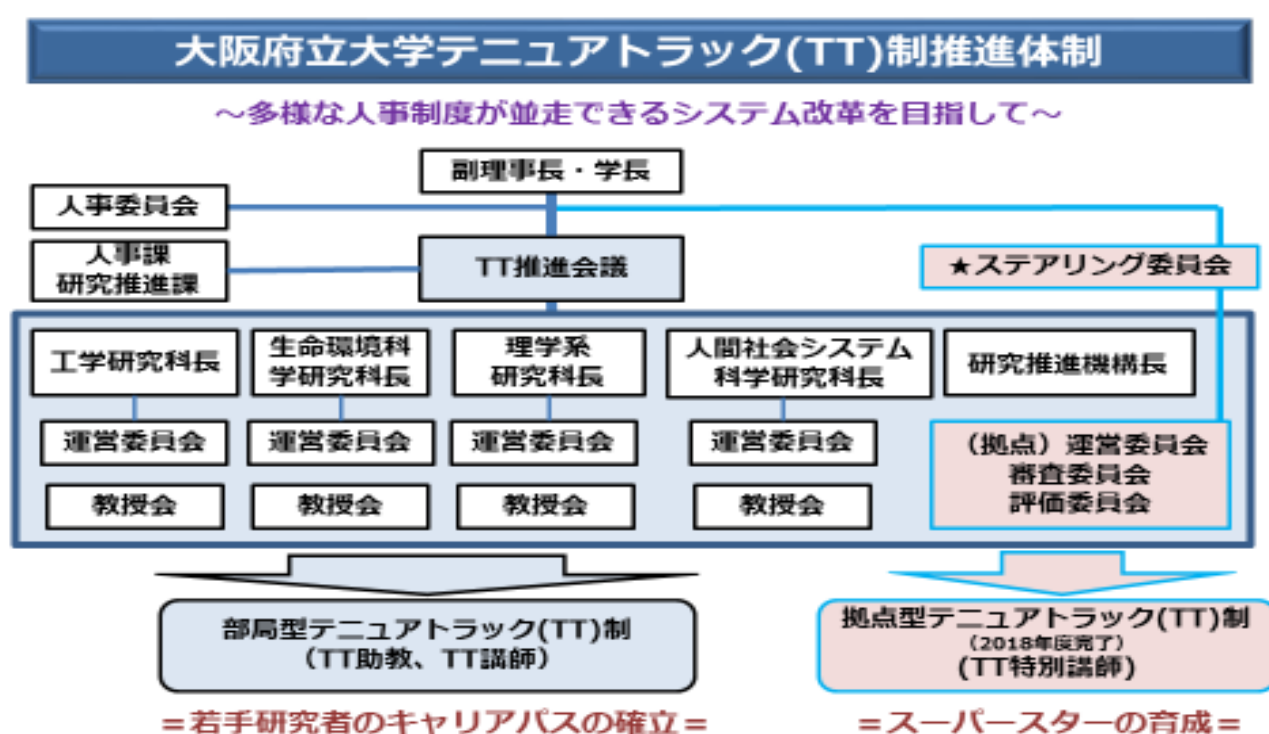 大阪府立大学テニュアトラック(TT)制推進体制
～多様な人事制度が並走できるシステム改革を目指して～
副理事長・学長
人事委員会
人事課
研究推進課
TT推進会議
★ステアリング委員会
工学研究科長
生命環境科
学研究科長
理学系
研究科長
人間社会システム
科学研究科長
研究推進機構長
運営委員会
運営委員会
運営委員会
運営委員会
（拠点）運営委員会
審査委員会
評価委員会
教授会
教授会
教授会
教授会
部局型テニュアトラック(TT)制
（TT助教、TT講師）
拠点型テニュアトラック(TT)制
（2018年度完了）
(TT特別講師)
＝若手研究者のキャリアパスの確立＝
＝スーパースターの育成＝